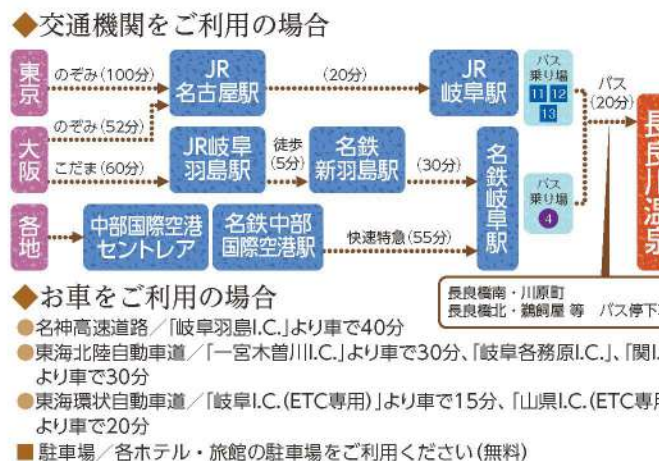 ◆交通機関をご利用の場合
東京
のぞみ(100分)
JR
名古屋駅
(20分)
JR
岐阜駅
バス
乗り場
11 12
13
バス
(20分)
長良川温泉
大阪
のぞみ(52分)
こだま(60分)
JR岐阜
羽島駅
徒歩
(5分)
名鉄
新羽島駅
(30分)
名鉄岐阜駅
バス
乗り場
4
各地
中部国際空港
セントレア
名鉄中部
国際空港駅
快速特急(55分)
長良橋南・川原町
長良橋北・鵜飼屋 等 バス停下
◆お車をご利用の場合
●名神高速道路／「岐阜羽島I.C.」より車で40分
●東海北陸自動車道／「一宮木曽川I.C.」より車で30分、「岐阜各務原I.C.」、「関I.
より車で30分
●東海環状自動車道／「岐阜I.C.(ETC専用)」より車で15分、「山県I.C.(ETC専用
より車で20分
■駐車場／各ホテル・旅館の駐車場をご利用ください(無料)